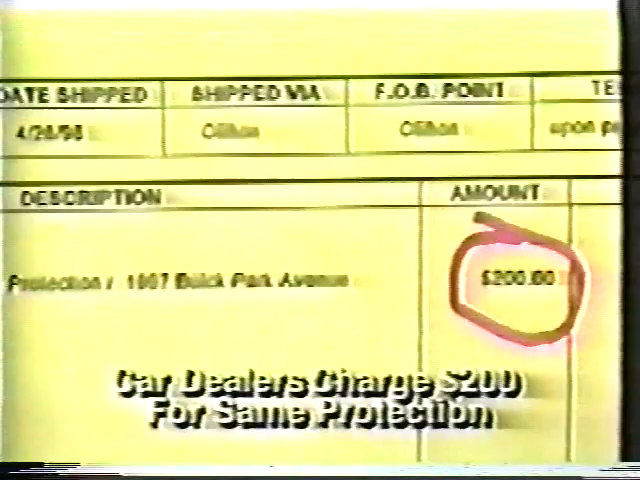 DATE SHIPPED SHIPPED VIA F.O.B. POINT TE
4/28/98 Clifton Clifton upon
DESCRIPTION AMOUNT
Protection / 1997 Buick Park Avenue $200.00
Car Dealers Charge $200
For Same Protection